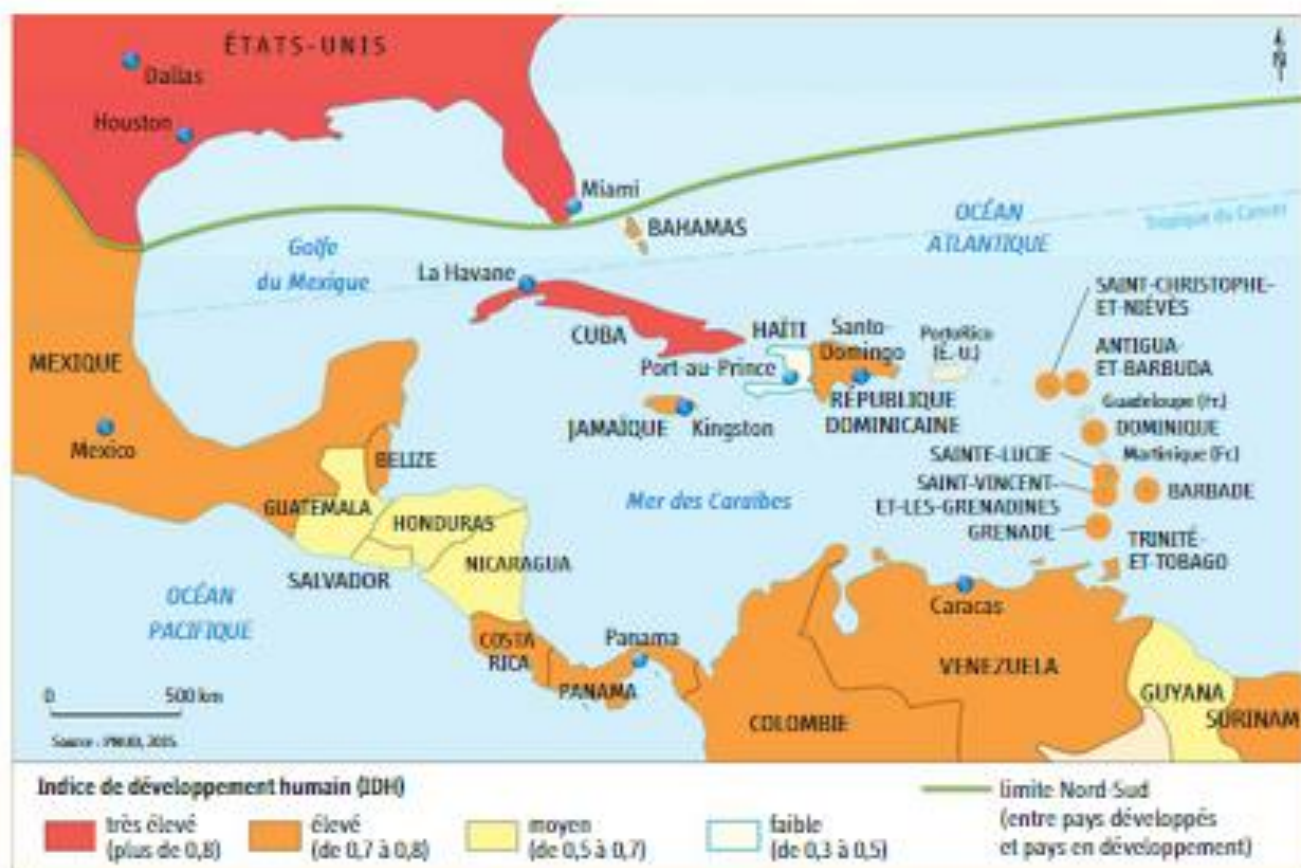 ÉTATS-UNIS
Dallas
Houston
Miami
BAHAMAS
OCÉAN
ATLANTIQUE
Tropique du Cancer
Golfe
du Mexique
La Havane
CUBA
HAÏTI
Port-au-Prince
Santo-
Domingo
RÉPUBLIQUE
DOMINICAINE
PortoRico
(É.-U.)
SAINT-CHRISTOPHE-
ET-NIÉVÈS
ANTIGUA-
ET-BARBUDA
Guadeloupe (Fr.)
DOMINIQUE
Martinique (Fr.)
SAINTE-LUCIE
SAINT-VINCENT-
ET-LES-GRENADINES
BARBADE
GRENADE
TRINITÉ-
ET-TOBAGO
MEXIQUE
Mexico
JAMAÏQUE
Kingston
BELIZE
GUATEMALA
HONDURAS
SALVADOR
NICARAGUA
Mer des Caraïbes
OCÉAN
PACIFIQUE
COSTA
RICA
Panama
PANAMA
Caracas
VENEZUELA
COLOMBIE
GUYANA
SURINAM
N
0 500 km
Source : PNUD, 2015.
Indice de développement humain (IDH)
très élevé
(plus de 0,8)
élevé
(de 0,7 à 0,8)
moyen
(de 0,5 à 0,7)
faible
(de 0,3 à 0,5)
limite Nord-Sud
(entre pays développés
et pays en développement)